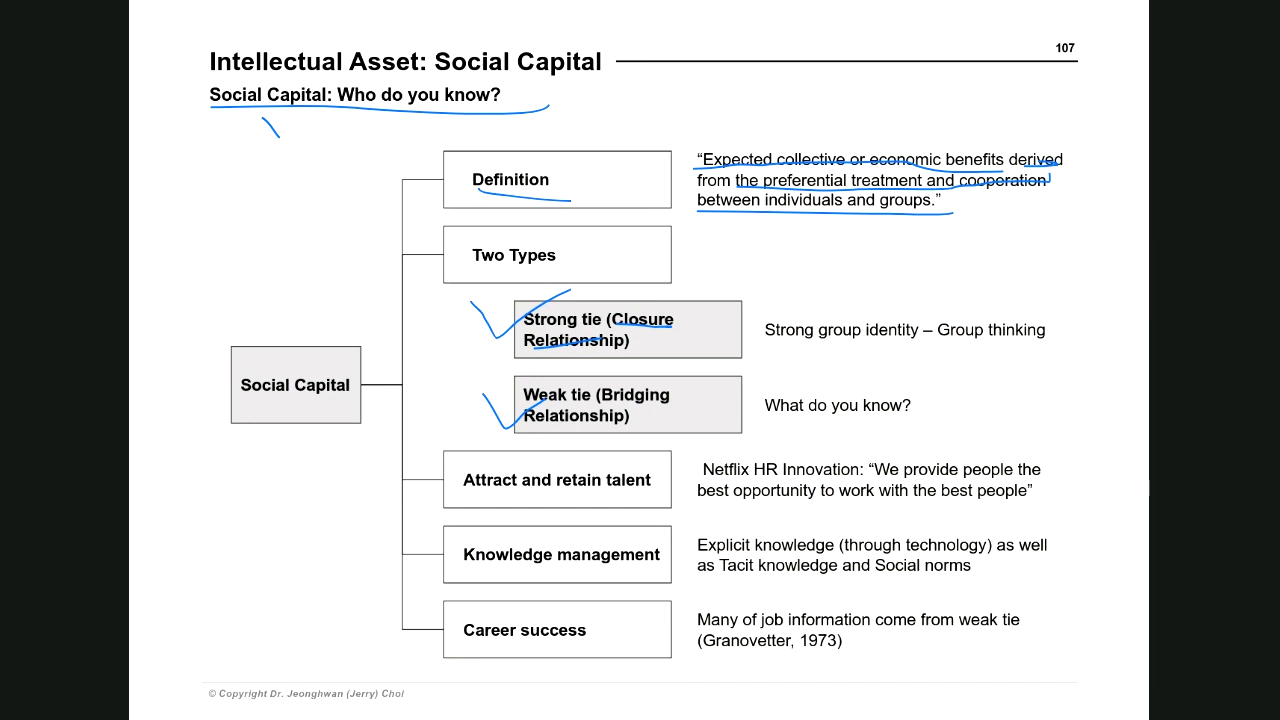 107
Intellectual Asset: Social Capital
Social Capital: Who do you know?
Definition
“Expected collective or economic benefits derived
from the preferential treatment and cooperation
between individuals and groups.”
Two Types
Strong tie (Closure
Relationship)
Strong group identity – Group thinking
Social Capital
Weak tie (Bridging
Relationship)
What do you know?
Attract and retain talent
Netflix HR Innovation: “We provide people the
best opportunity to work with the best people”
Knowledge management
Explicit knowledge (through technology) as well
as Tacit knowledge and Social norms
Career success
Many of job information come from weak tie
(Granovetter, 1973)
© Copyright Dr. Jeonghwan (Jerry) Choi